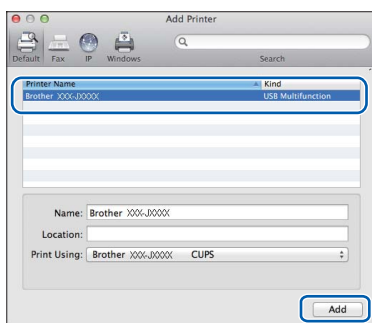 Add Printer
Default Fax IP Windows Search
Printer Name Kind
Brother XXX-JXXXX USB Multifunction
Name: Brother XXX-JXXXX
Location:
Print Using: Brother XXX-JXXXX CUPS
Add